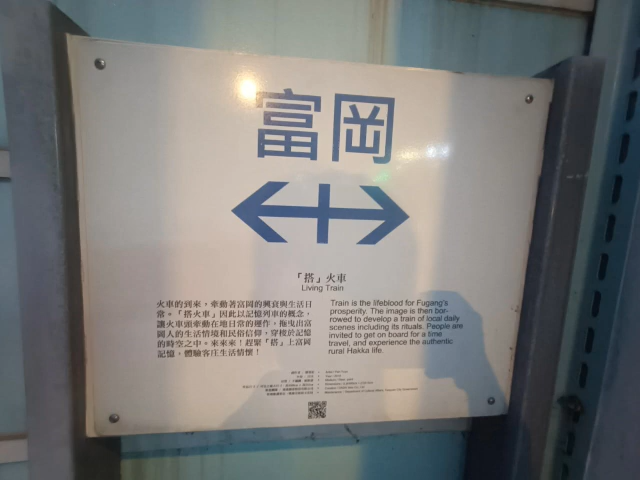 富岡
「搭」火車
Living Train
火車的到來，牽動著富岡的興衰與生活日
常。「搭火車」因此以記憶列車的概念，
讓火車頭牽動在地日常的運作，拖曳出富
岡人的生活情境和民俗信仰，穿梭於記憶
的時空之中。來來來！趕緊「搭」上富岡
記憶，體驗客庄生活情懷！
Train is the lifeblood for Fugang's
prosperity. The image is then bor-
rowed to develop a train of local daily
scenes including its rituals. People are
invited to get on board for a time
travel, and experience the authentic
rural Hakka life.